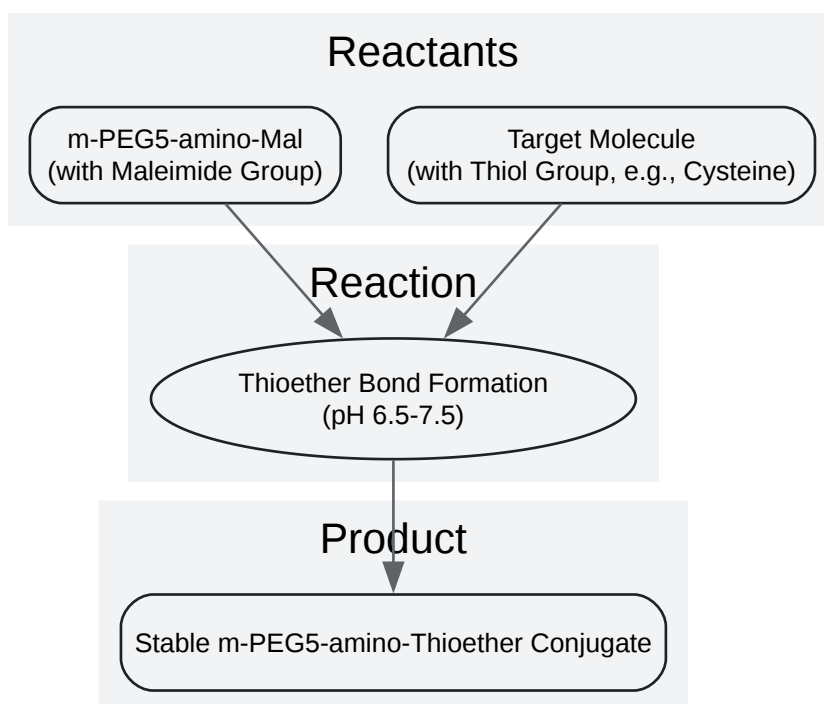 Reactants
m-PEG5-amino-Mal
(with Maleimide Group)
Target Molecule
(with Thiol Group, e.g., Cysteine)
Reaction
Thioether Bond Formation
(pH 6.5-7.5)
Product
Stable m-PEG5-amino-Thioether Conjugate